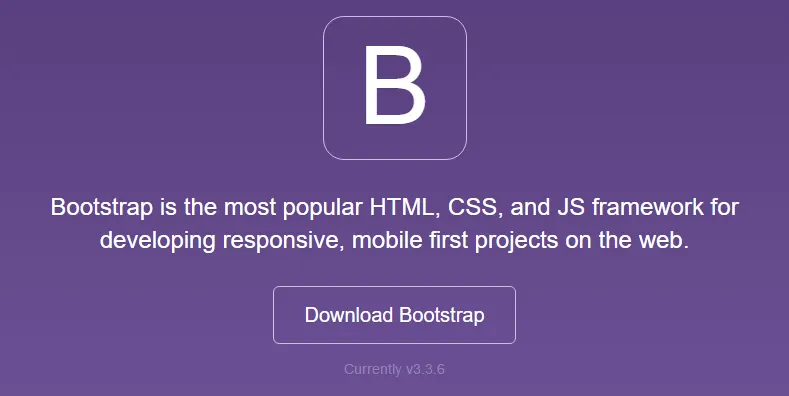 B
Bootstrap is the most popular HTML, CSS, and JS framework for
developing responsive, mobile first projects on the web.
Download Bootstrap
Currently v3.3.6